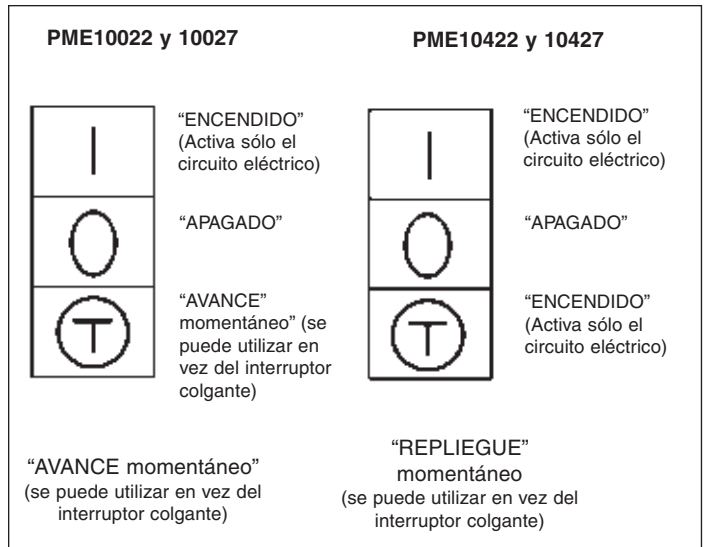 PME10022 y 10027
I
“ENCENDIDO”
(Activa sólo el
circuito eléctrico)
O
“APAGADO”
T
“AVANCE”
momentáneo” (se
puede utilizar en
vez del interruptor
colgante)
“AVANCE momentáneo”
(se puede utilizar en vez del
interruptor colgante)
PME10422 y 10427
I
“ENCENDIDO”
(Activa sólo el
circuito eléctrico)
O
“APAGADO”
T
“ENCENDIDO”
(Activa sólo el
circuito eléctrico)
“REPLIEGUE”
momentáneo
(se puede utilizar en vez del
interruptor colgante)